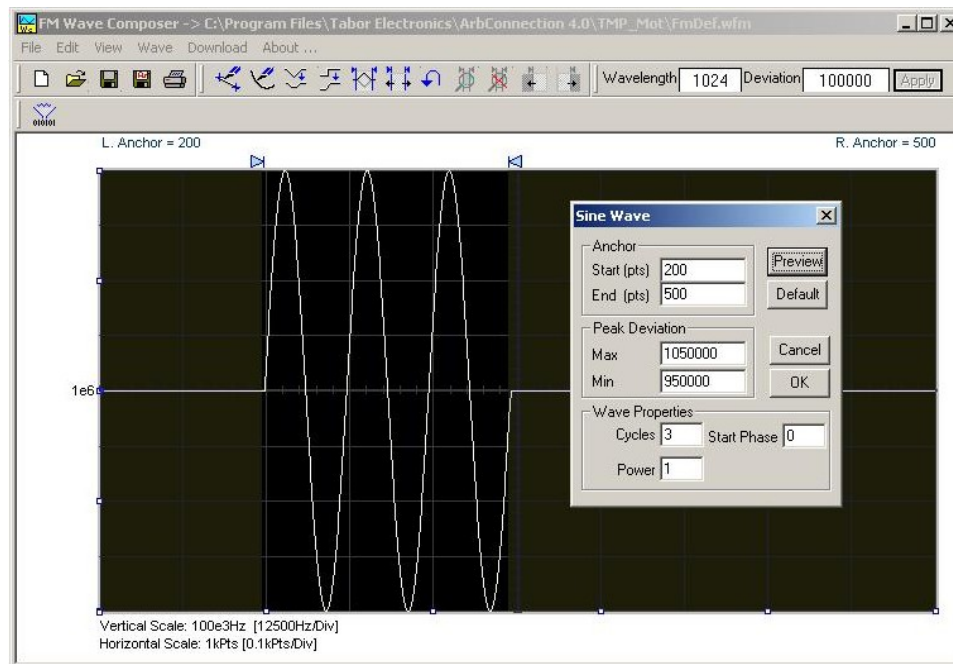 FM Wave Composer -> C:\Program Files\Tabor Electronics\ArbConnection 4.0\TMP_Mot\FmDef.wfm
File Edit View Wave Download About ...
Wavelength 1024 Deviation 100000 Apply
010101
L. Anchor = 200
R. Anchor = 500
1e6
Sine Wave
Anchor
Start (pts) 200
End (pts) 500
Preview
Default
Peak Deviation
Max 1050000
Min 950000
Cancel
OK
Wave Properties
Cycles 3 Start Phase 0
Power 1
Vertical Scale: 100e3Hz [12500Hz/Div]
Horizontal Scale: 1kPts [0.1kPts/Div]